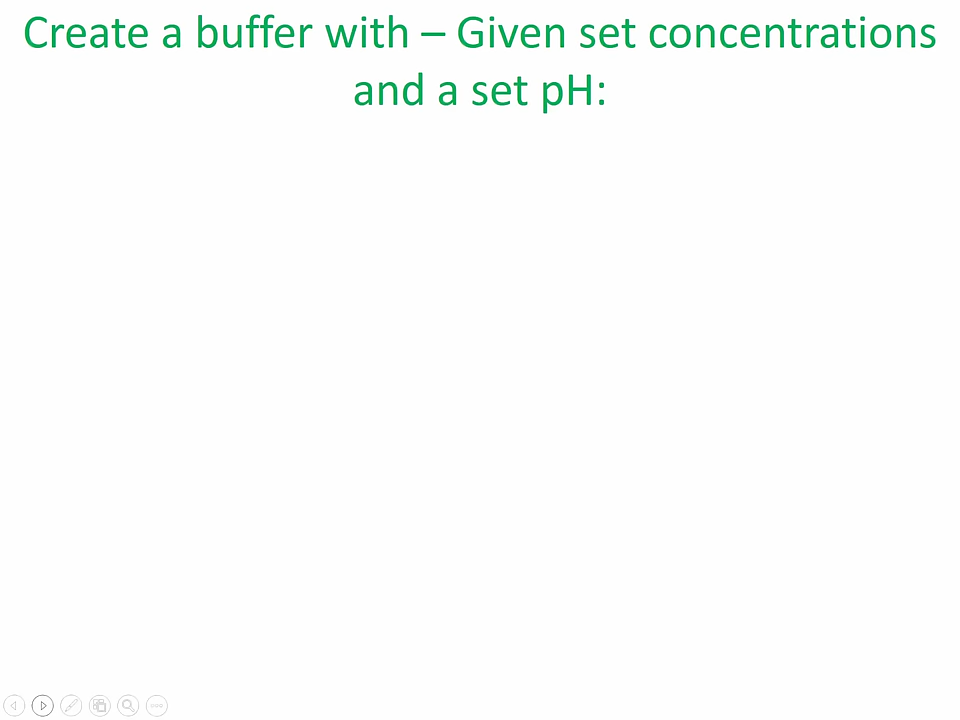 Create a buffer with – Given set concentrations
and a set pH: